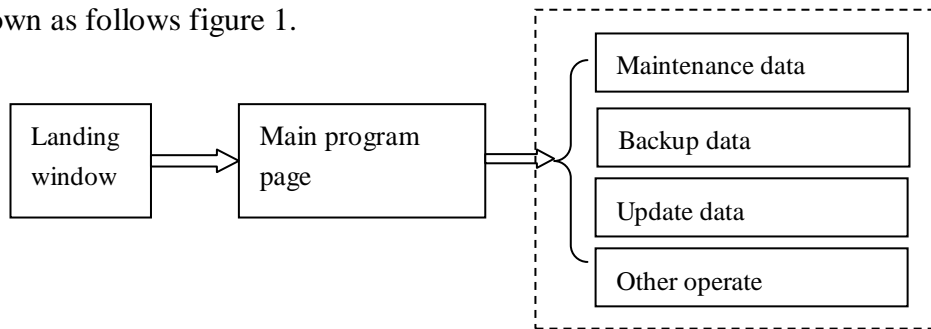 own as follows figure 1.
Maintenance data
Landing
window
Main program
page
Backup data
Update data
Other operate